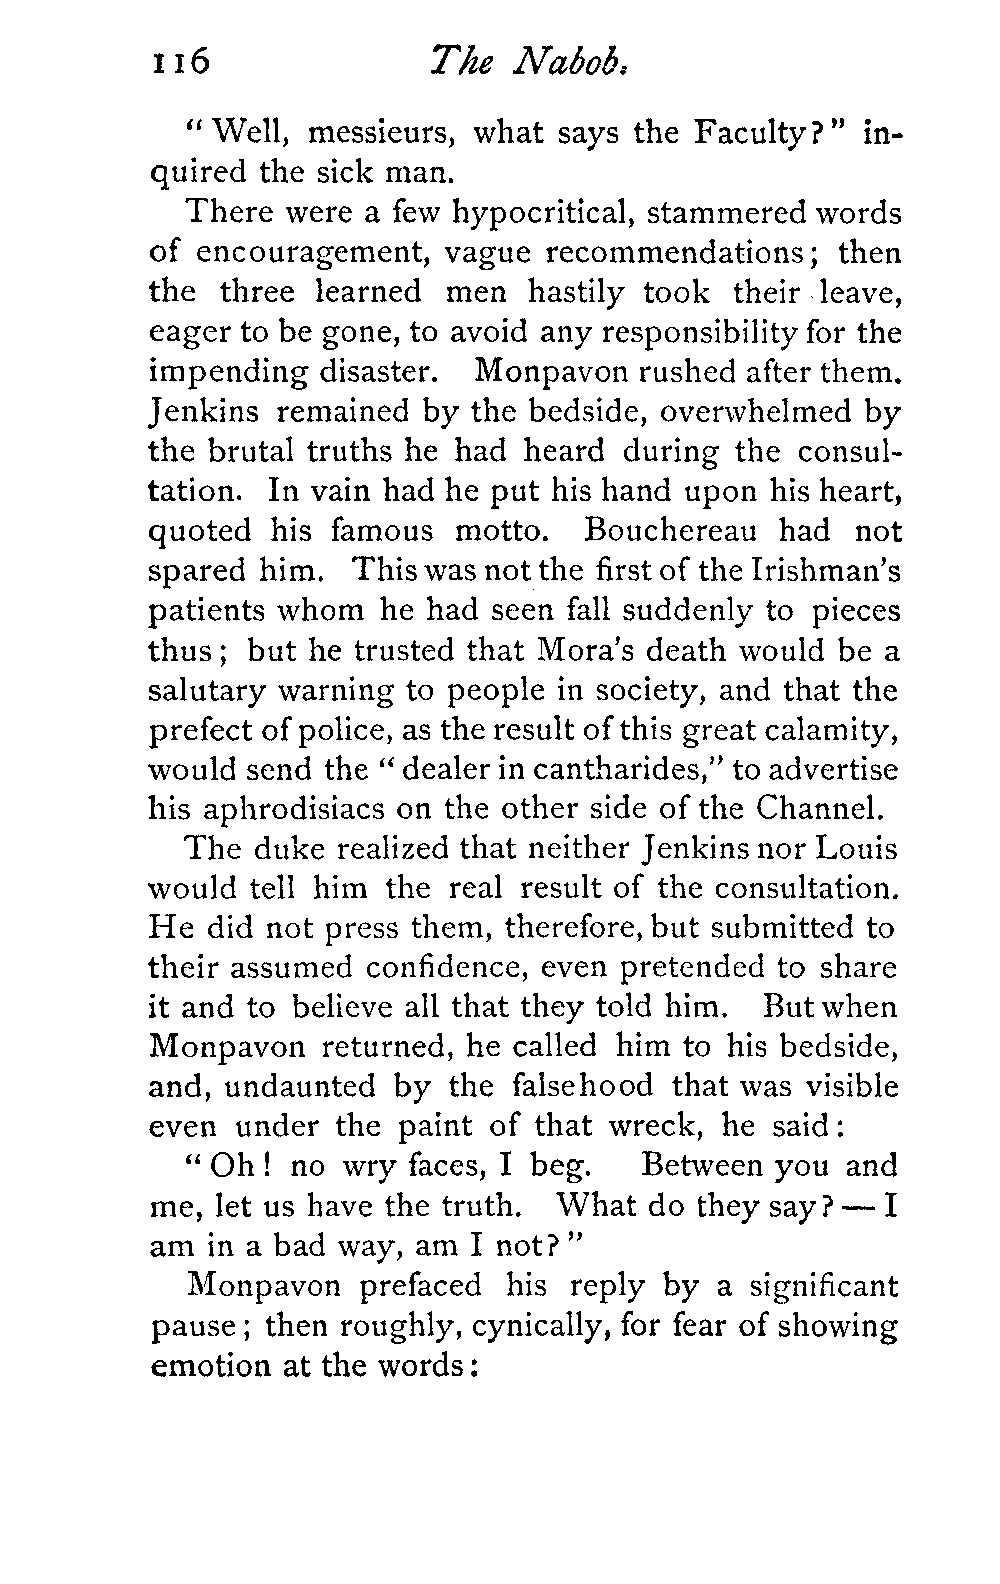 116 The Nabob.
“Well, messieurs, what says the Faculty?” in-
quired the sick man.
There were a few hypocritical, stammered words
of encouragement, vague recommendations; then
the three learned men hastily took their leave,
eager to be gone, to avoid any responsibility for the
impending disaster. Monpavon rushed after them.
Jenkins remained by the bedside, overwhelmed by
the brutal truths he had heard during the consul-
tation. In vain had he put his hand upon his heart,
quoted his famous motto. Bouchereau had not
spared him. This was not the first of the Irishman’s
patients whom he had seen fall suddenly to pieces
thus; but he trusted that Mora’s death would be a
salutary warning to people in society, and that the
prefect of police, as the result of this great calamity,
would send the “dealer in cantharides,” to advertise
his aphrodisiacs on the other side of the Channel.
The duke realized that neither Jenkins nor Louis
would tell him the real result of the consultation.
He did not press them, therefore, but submitted to
their assumed confidence, even pretended to share
it and to believe all that they told him. But when
Monpavon returned, he called him to his bedside,
and, undaunted by the falsehood that was visible
even under the paint of that wreck, he said:
“Oh! no wry faces, I beg. Between you and
me, let us have the truth. What do they say? — I
am in a bad way, am I not?”
Monpavon prefaced his reply by a significant
pause; then roughly, cynically, for fear of showing
emotion at the words: